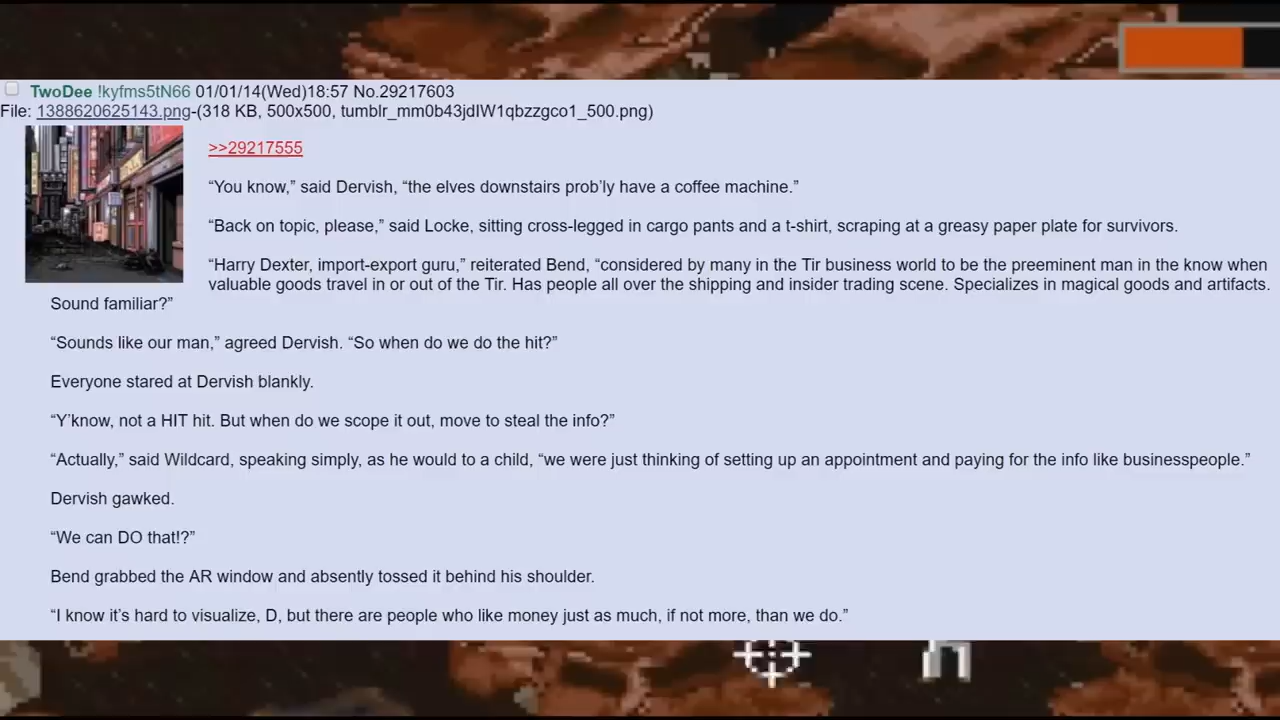 TwoDee !kyfms5tN66 01/01/14(Wed)18:57 No.29217603
File: 1388620625143.png-(318 KB, 500x500, tumblr_mm0b43jdIW1qbzzgco1_500.png)
>>29217555
“You know,” said Dervish, “the elves downstairs prob’ly have a coffee machine.”
“Back on topic, please,” said Locke, sitting cross-legged in cargo pants and a t-shirt, scraping at a greasy paper plate for survivors.
“Harry Dexter, import-export guru,” reiterated Bend, “considered by many in the Tir business world to be the preeminent man in the know when
valuable goods travel in or out of the Tir. Has people all over the shipping and insider trading scene. Specializes in magical goods and artifacts.
Sound familiar?”
“Sounds like our man,” agreed Dervish. “So when do we do the hit?”
Everyone stared at Dervish blankly.
“Y’know, not a HIT hit. But when do we scope it out, move to steal the info?”
“Actually,” said Wildcard, speaking simply, as he would to a child, “we were just thinking of setting up an appointment and paying for the info like businesspeople.”
Dervish gawked.
“We can DO that!?”
Bend grabbed the AR window and absently tossed it behind his shoulder.
“I know it’s hard to visualize, D, but there are people who like money just as much, if not more, than we do.”